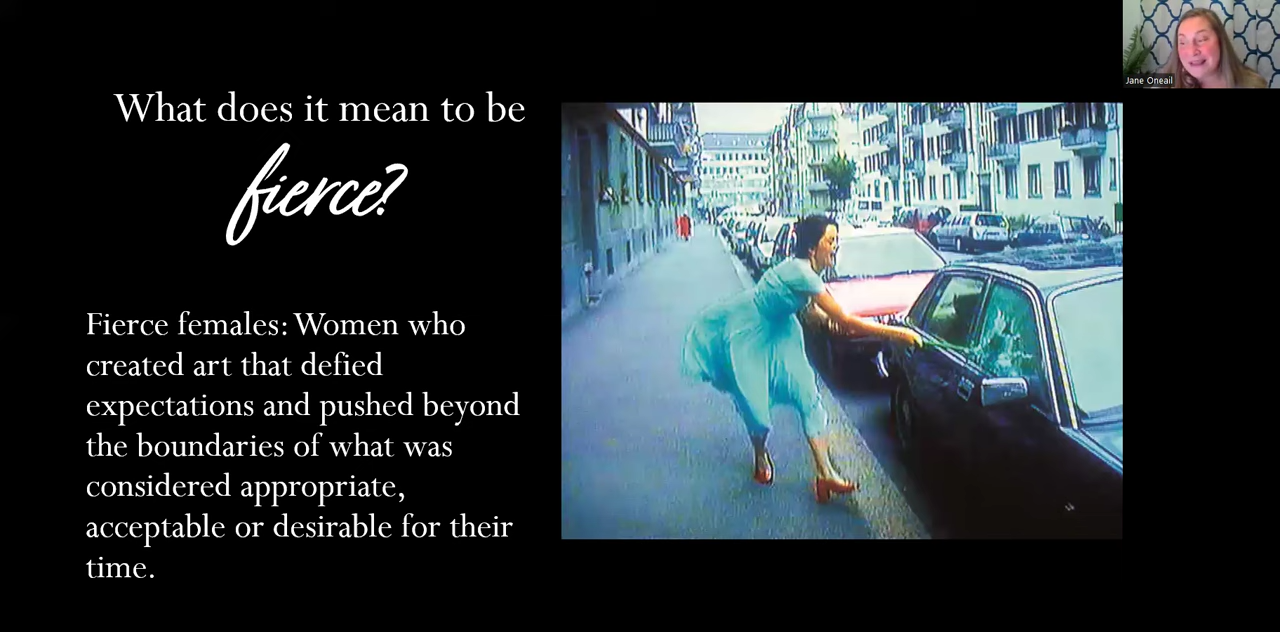 What does it mean to be
fierce?
Fierce females: Women who
created art that defied
expectations and pushed beyond
the boundaries of what was
considered appropriate,
acceptable or desirable for their
time.
Jane Oneail